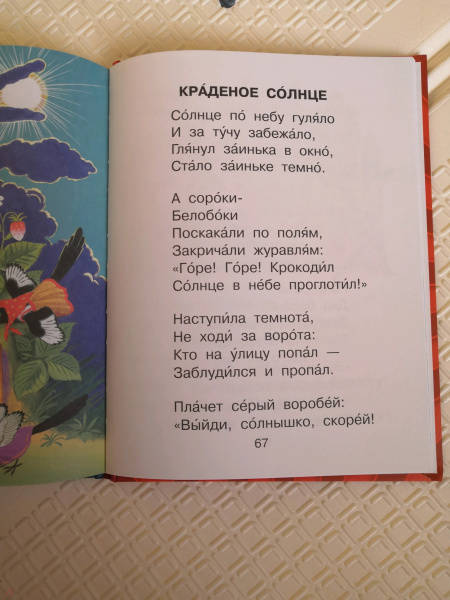 КРА́ДЕНОЕ СО́ЛНЦЕ
Со́лнце по́ небу гуля́ло
И за ту́чу забежа́ло,
Гля́нул за́инька в окно́,
Ста́ло за́иньке темно́.
А соро́ки-
Белобо́ки
Поскака́ли по поля́м,
Закрича́ли журавля́м:
«Го́ре! Го́ре! Крокоди́л
Со́лнце в не́бе проглоти́л!»
Наступи́ла темнота́,
Не ходи́ за воро́та:
Кто на у́лицу попа́л —
Заблуди́лся и пропа́л.
Пла́чет се́рый воробе́й:
«Вы́йди, со́лнышко, скоре́й!
67